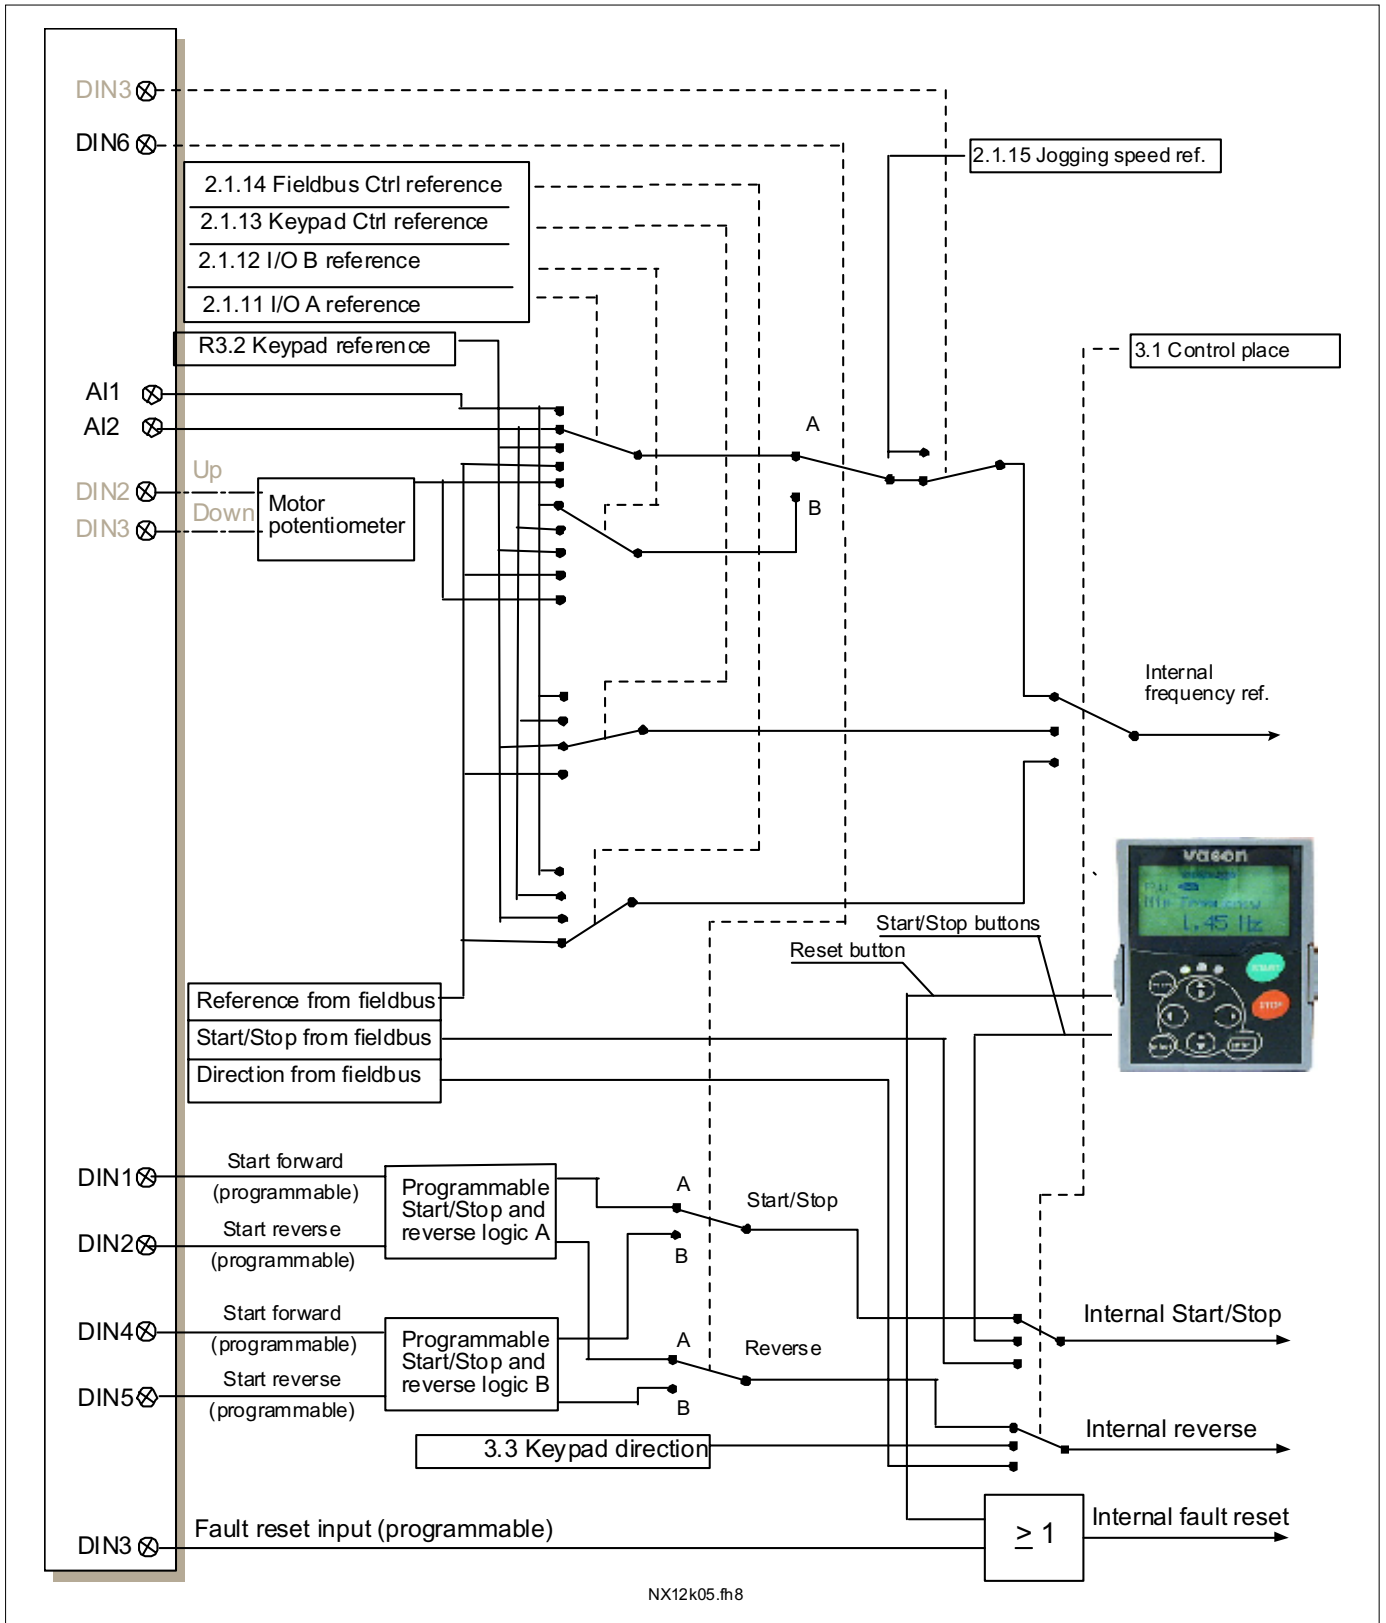 DIN3
DIN6
2.1.15 Jogging speed ref.
2.1.14 Fieldbus Ctrl reference
2.1.13 Keypad Ctrl reference
2.1.12 I/O B reference
2.1.11 I/O A reference
R3.2 Keypad reference
3.1 Control place
AI1
AI2
A
B
Up
DIN2
Down
DIN3
Motor
potentiometer
Internal
frequency ref.
vacon
1.45 Hz
START
STOP
Start/Stop buttons
Reset button
Reference from fieldbus
Start/Stop from fieldbus
Direction from fieldbus
DIN1
Start forward
(programmable)
DIN2
Start reverse
(programmable)
Programmable
Start/Stop and
reverse logic A
A
B
Start/Stop
DIN4
Start forward
(programmable)
DIN5
Start reverse
(programmable)
Programmable
Start/Stop and
reverse logic B
A
B
Reverse
Internal Start/Stop
3.3 Keypad direction
Internal reverse
DIN3
Fault reset input (programmable)
≥ 1
Internal fault reset
NX12k05.fh8